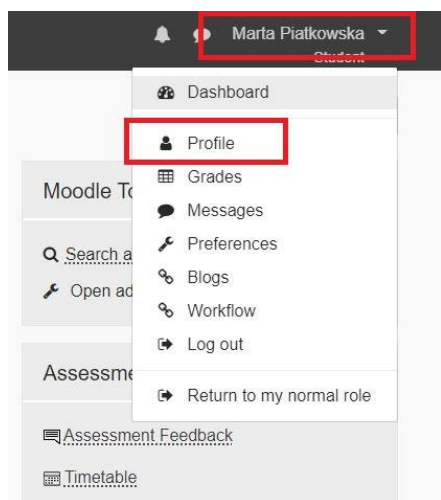 Marta Piatkowska
Student
Dashboard
Profile
Moodle To
Grades
Messages
Search a
Preferences
Open ad
Blogs
Workflow
Log out
Assessme
Return to my normal role
Assessment Feedback
Timetable